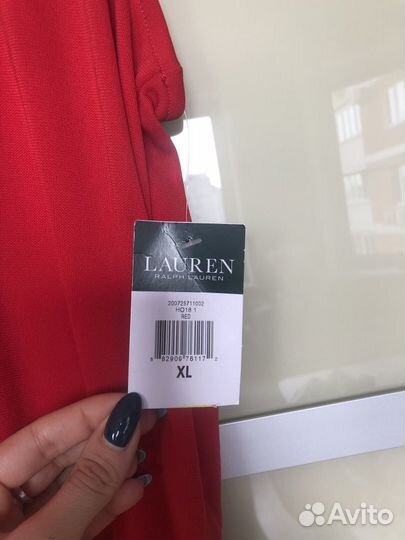 LAUREN
RALPH LAUREN
200725711002
HO18 1
RED
8 82909 78117 2
XL
Avito